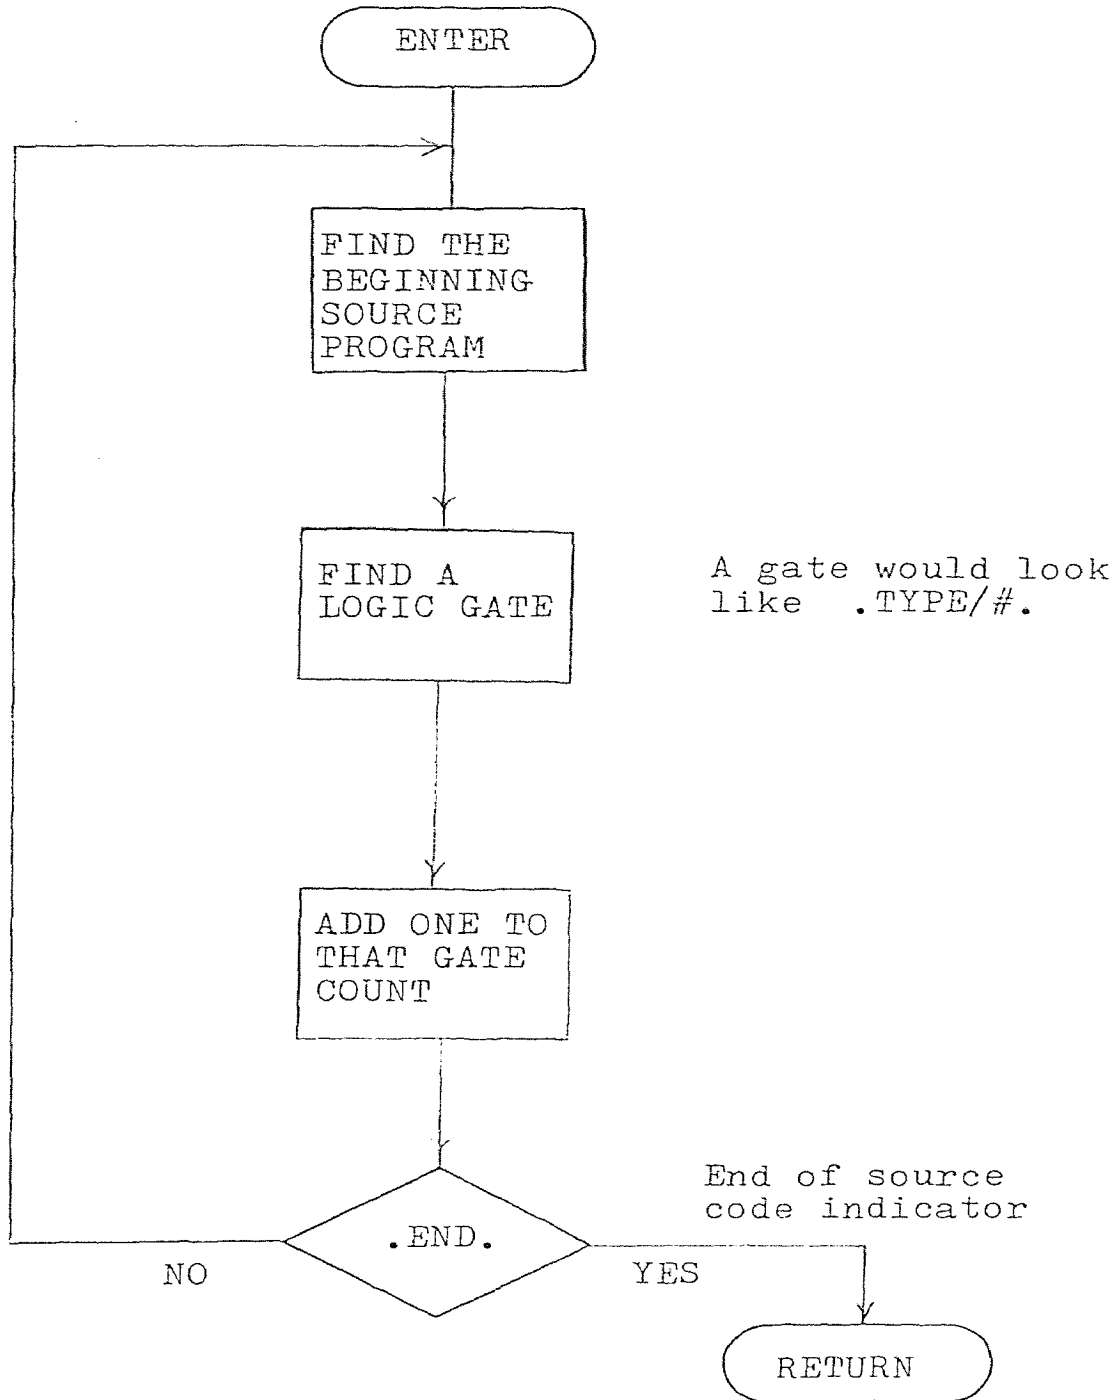 ENTER
FIND THE
BEGINNING
SOURCE
PROGRAM
FIND A
LOGIC GATE
A gate would look
like .TYPE/#.
ADD ONE TO
THAT GATE
COUNT
End of source
code indicator
.END.
NO
YES
RETURN